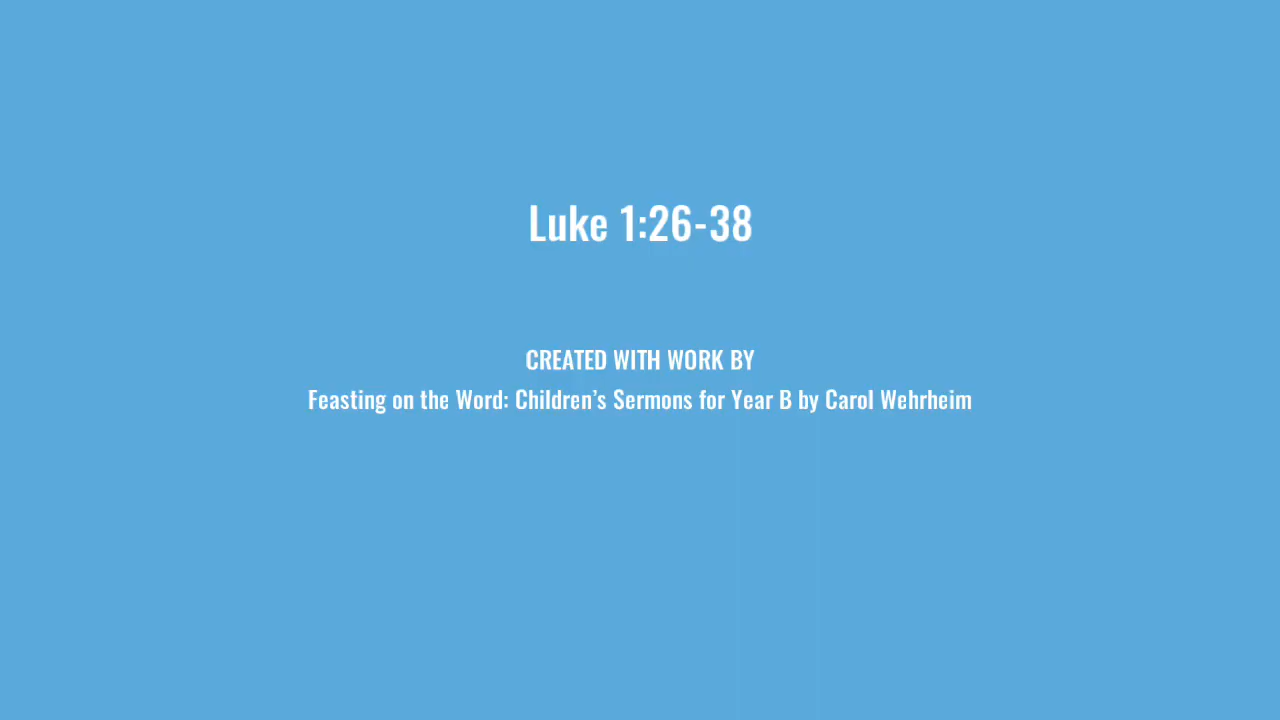 Luke 1:26-38
CREATED WITH WORK BY
Feasting on the Word: Children’s Sermons for Year B by Carol Wehrheim